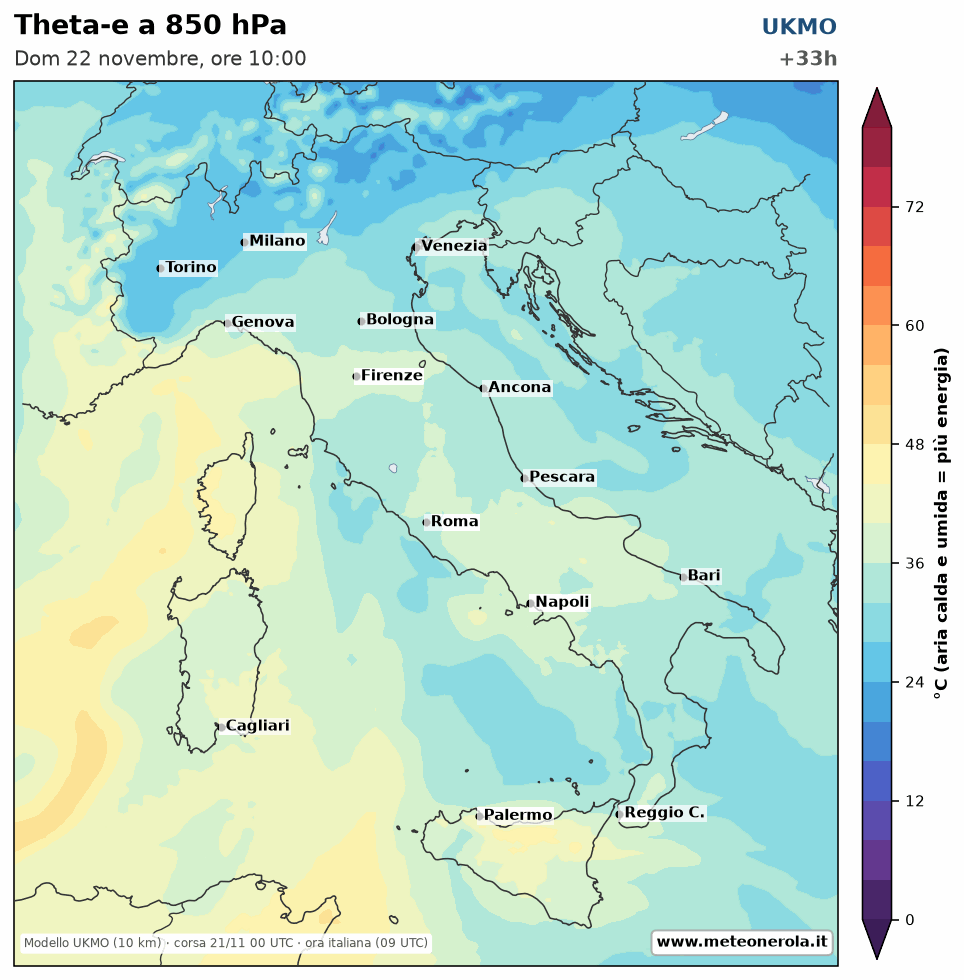 Theta-e a 850 hPa
UKMO
Dom 22 novembre, ore 10:00
+33h
Milano
Venezia
Torino
Genova
Bologna
Firenze
Ancona
Pescara
Roma
Bari
Napoli
Cagliari
Palermo
Reggio C.
72
60
48
36
24
12
0
°C (aria calda e umida = più energia)
Modello UKMO (10 km) · corsa 21/11 00 UTC · ora italiana (09 UTC)
www.meteonerola.it